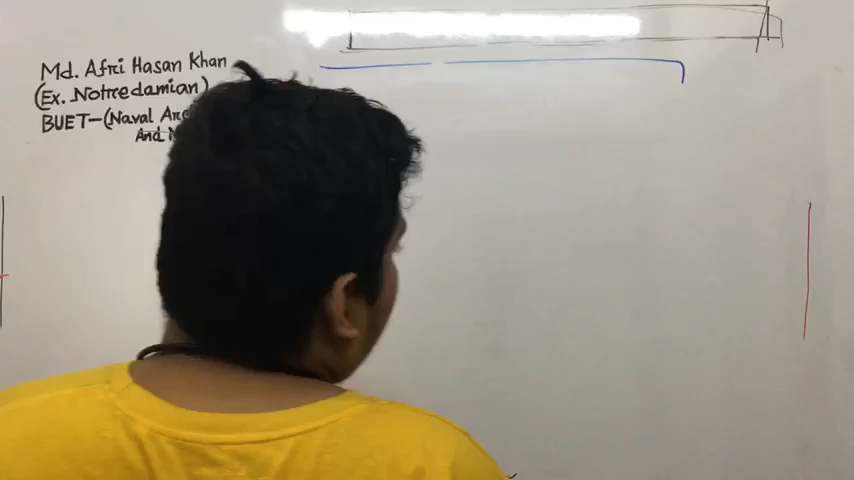 Md. Afri Hasan Khan
(Ex. Notredamian)
BUET-(Naval Arc
And